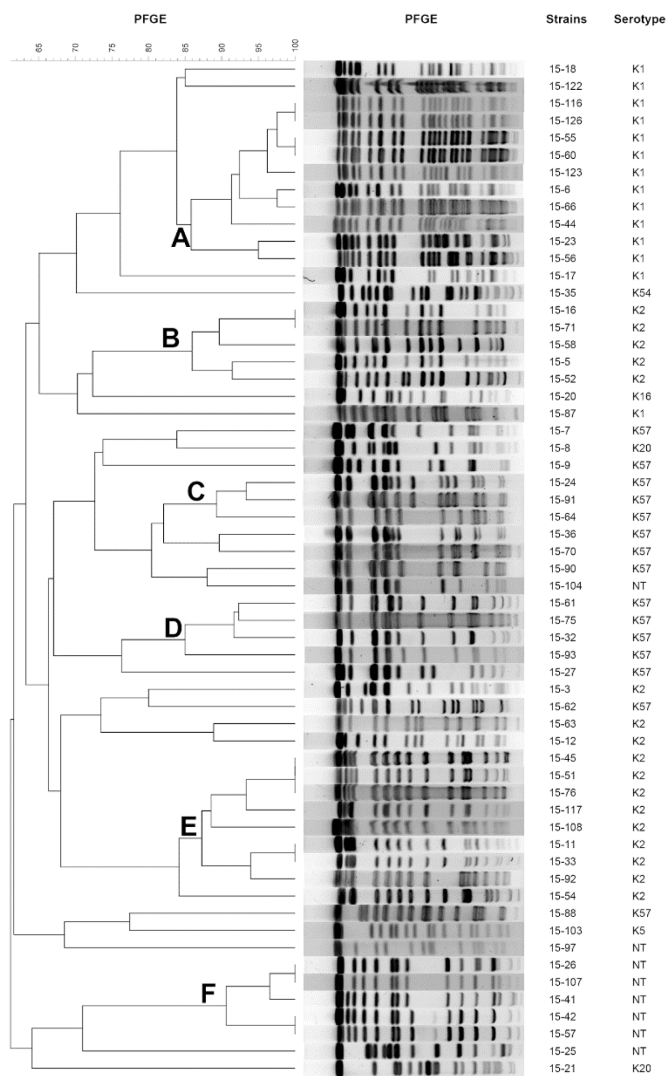 PFGE PFGE Strains Serotype
65 70 75 80 85 90 95 100
15-18 K1
15-122 K1
15-116 K1
15-126 K1
15-55 K1
15-60 K1
15-123 K1
15-6 K1
15-66 K1
15-44 K1
A
15-23 K1
15-56 K1
15-17 K1
15-35 K54
15-16 K2
15-71 K2
B
15-58 K2
15-5 K2
15-52 K2
15-20 K16
15-87 K1
15-7 K57
15-8 K20
15-9 K57
15-24 K57
C
15-91 K57
15-64 K57
15-36 K57
15-70 K57
15-90 K57
15-104 NT
15-61 K57
15-75 K57
D
15-32 K57
15-93 K57
15-27 K57
15-3 K2
15-62 K57
15-63 K2
15-12 K2
15-45 K2
15-51 K2
15-76 K2
15-117 K2
E
15-108 K2
15-11 K2
15-33 K2
15-92 K2
15-54 K2
15-88 K57
15-103 K5
15-97 NT
15-26 NT
15-107 NT
F
15-41 NT
15-42 NT
15-57 NT
15-25 NT
15-21 K20